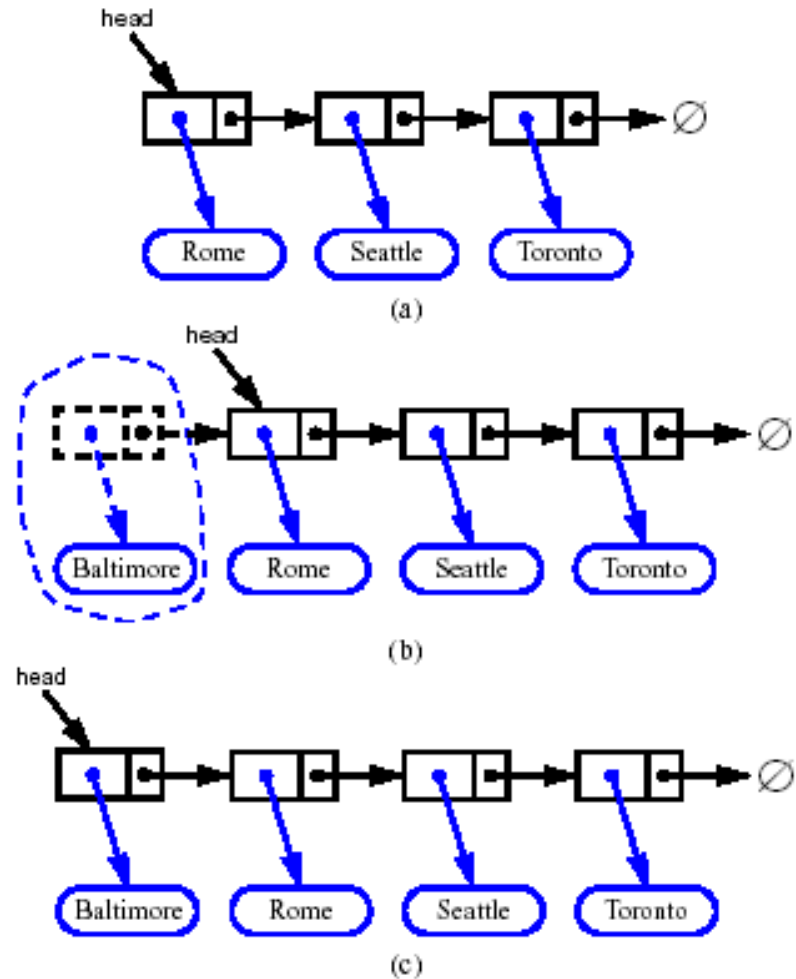 head
∅
Rome Seattle Toronto
(a)
head
∅
Baltimore Rome Seattle Toronto
(b)
head
∅
Baltimore Rome Seattle Toronto
(c)